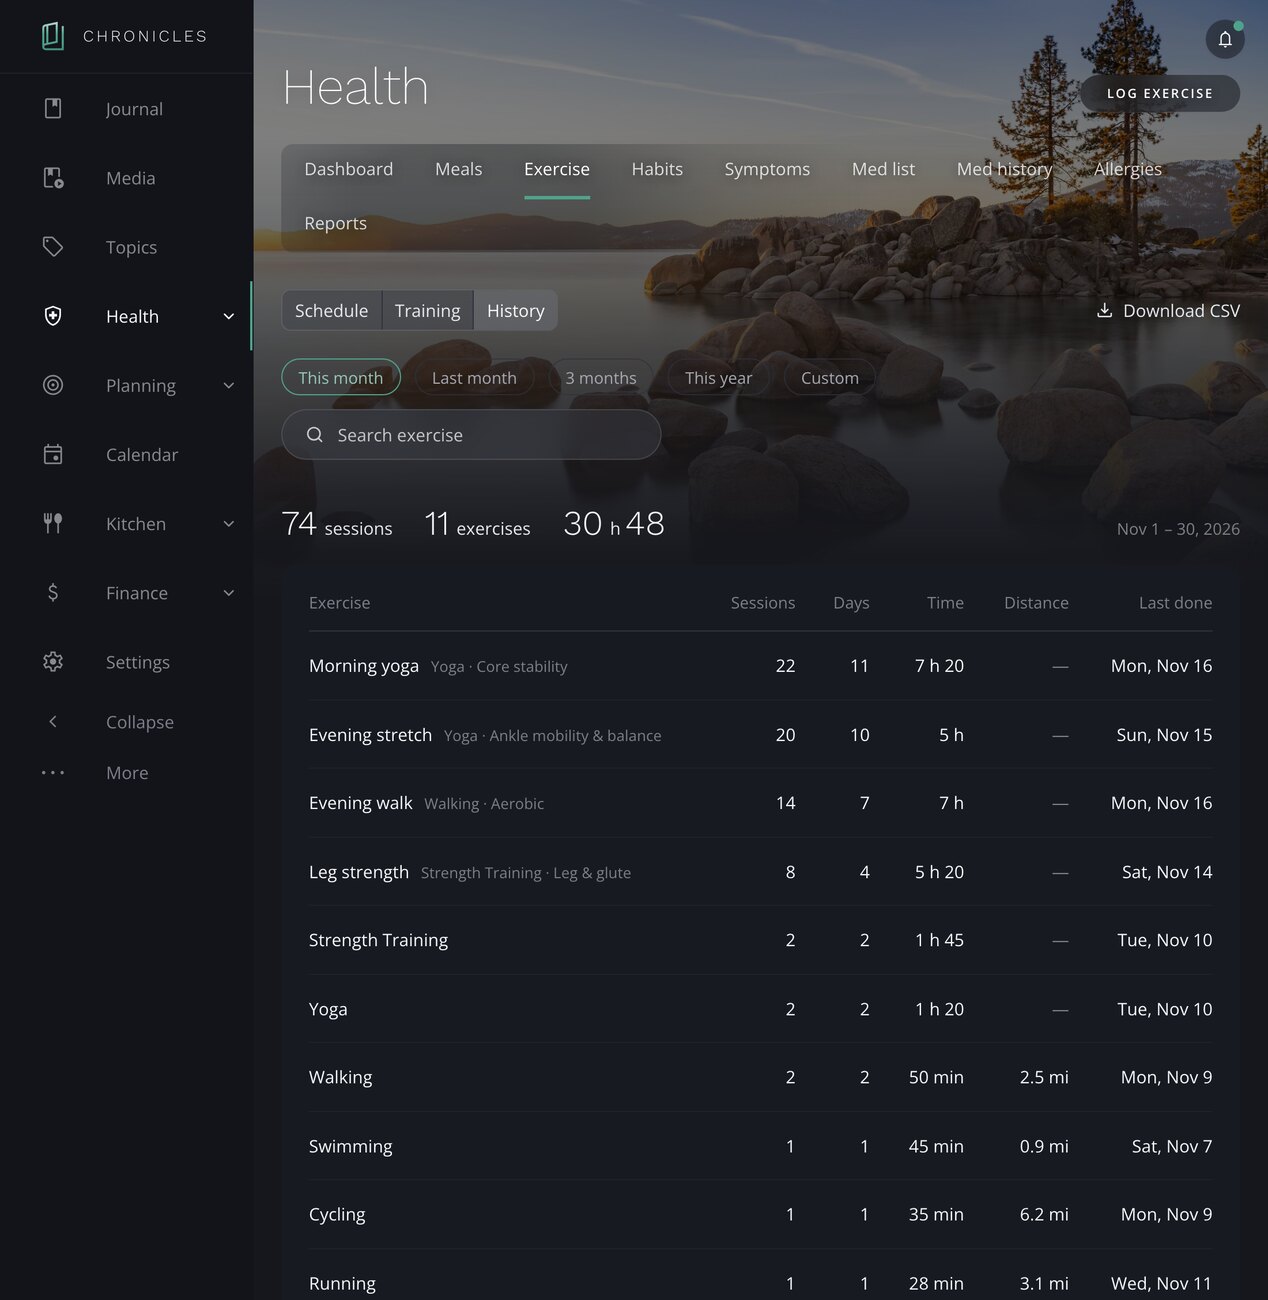 CHRONICLES
Journal
Media
Topics
Health
Planning
Calendar
Kitchen
Finance
Settings
Collapse
More
Health
LOG EXERCISE
Dashboard Meals Exercise Habits Symptoms Med list Med history Allergies
Reports
Schedule Training History
Download CSV
This month Last month 3 months This year Custom
Search exercise
74 sessions 11 exercises 30 h 48
Nov 1 – 30, 2026
Exercise Sessions Days Time Distance Last done
Morning yoga Yoga · Core stability 22 11 7 h 20 — Mon, Nov 16
Evening stretch Yoga · Ankle mobility & balance 20 10 5 h — Sun, Nov 15
Evening walk Walking · Aerobic 14 7 7 h — Mon, Nov 16
Leg strength Strength Training · Leg & glute 8 4 5 h 20 — Sat, Nov 14
Strength Training 2 2 1 h 45 — Tue, Nov 10
Yoga 2 2 1 h 20 — Tue, Nov 10
Walking 2 2 50 min 2.5 mi Mon, Nov 9
Swimming 1 1 45 min 0.9 mi Sat, Nov 7
Cycling 1 1 35 min 6.2 mi Mon, Nov 9
Running 1 1 28 min 3.1 mi Wed, Nov 11